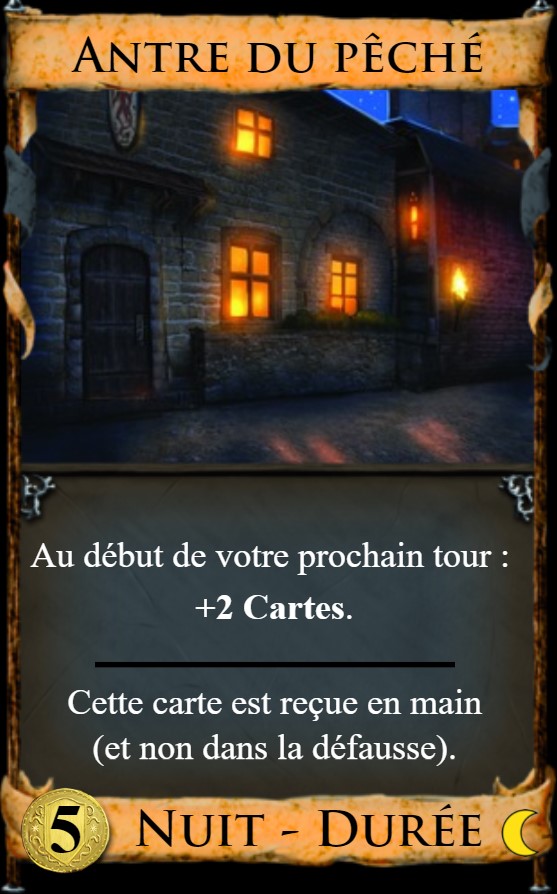 ANTRE DU PÊCHÉ
Au début de votre prochain tour :
+2 Cartes.
Cette carte est reçue en main
(et non dans la défausse).
5 NUIT - DURÉE